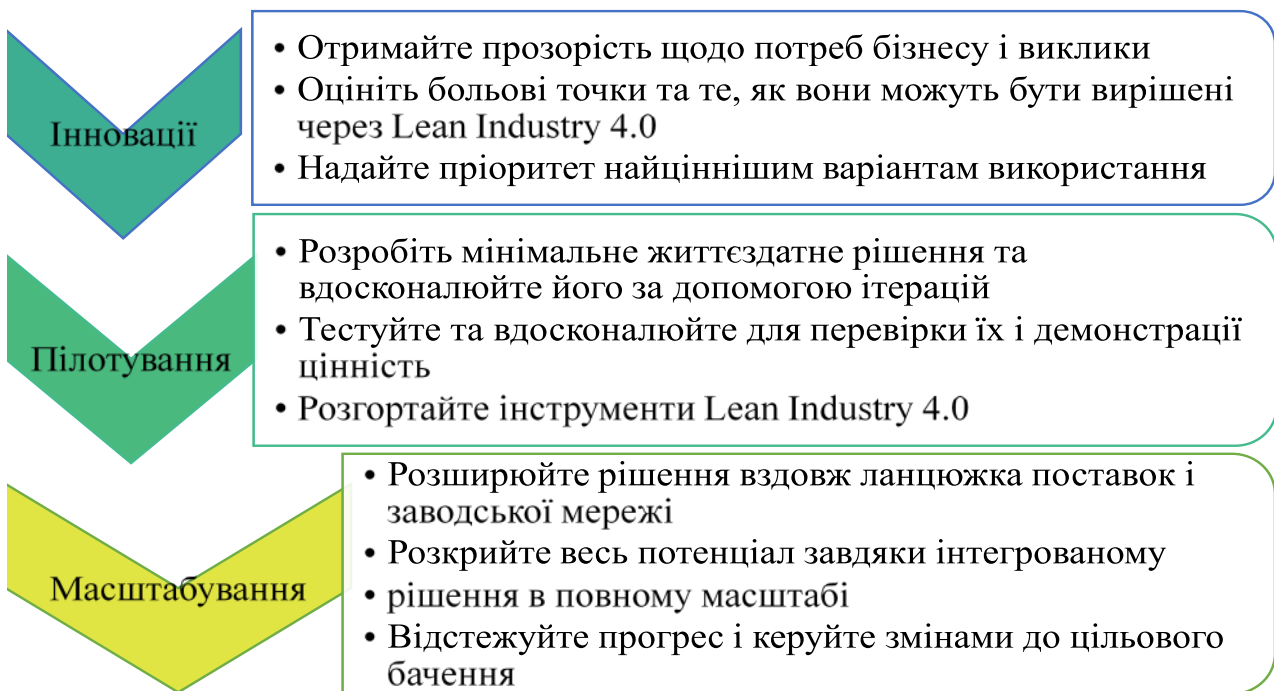 Інновації
• Отримайте прозорість щодо потреб бізнесу і виклики
• Оцініть больові точки та те, як вони можуть бути вирішені
через Lean Industry 4.0
• Надайте пріоритет найціннішим варіантам використання
Пілотування
• Розробіть мінімальне життєздатне рішення та
вдосконалюйте його за допомогою ітерацій
• Тестуйте та вдосконалюйте для перевірки їх і демонстрації
цінність
• Розгортайте інструменти Lean Industry 4.0
Масштабування
• Розширюйте рішення вздовж ланцюжка поставок і
заводської мережі
• Розкрийте весь потенціал завдяки інтегрованому
• рішення в повному масштабі
• Відстежуйте прогрес і керуйте змінами до цільового
бачення